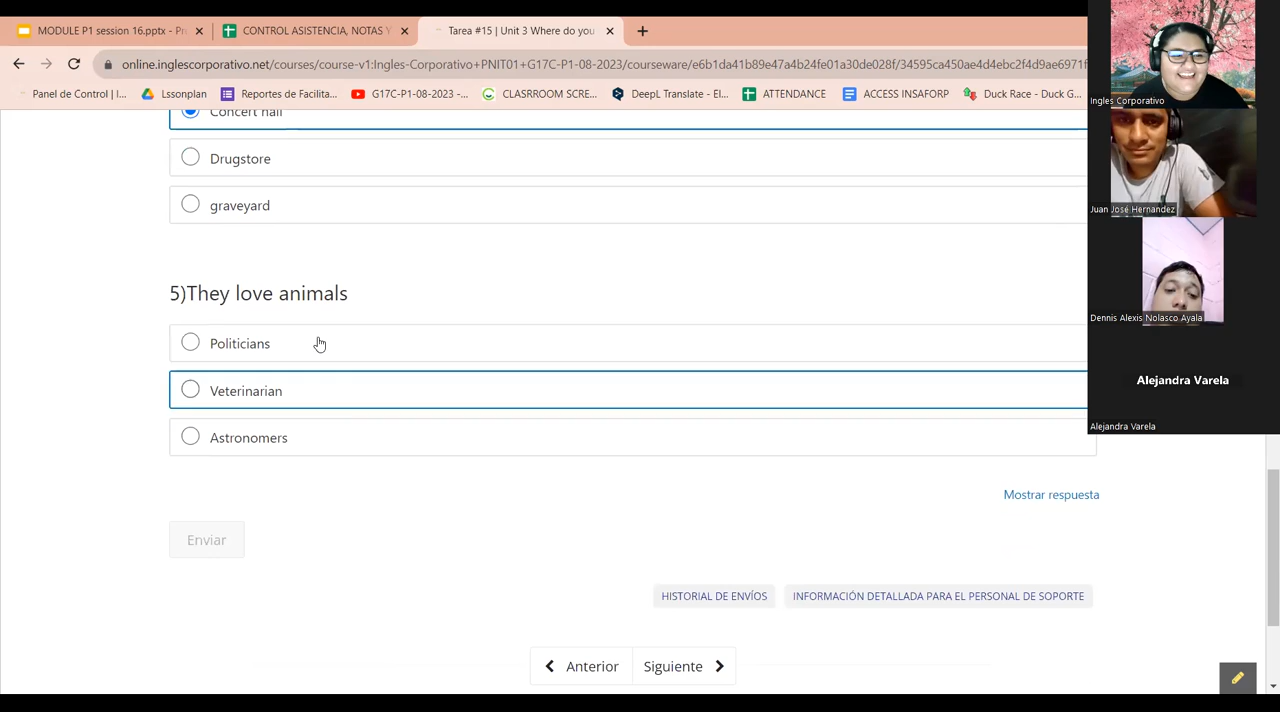 MODULE P1 session 16.pptx - Pr
CONTROL ASISTENCIA, NOTAS Y
Tarea #15 | Unit 3 Where do you
online.inglescorporativo.net/courses/course-v1:Ingles-Corporativo+PNIT01+G17C-P1-08-2023/courseware/e6b1da41b89e47a4b24fe01a30de028f/34595ca450ae4d4ebc2f4d9ae6971f
Panel de Control | I...
Lssonplan
Reportes de Facilita...
G17C-P1-08-2023 -...
CLASRROOM SCRE...
DeepL Translate - El...
ATTENDANCE
ACCESS INSAFORP
Duck Race - Duck G...
Concert hall
Drugstore
graveyard
5)They love animals
Politicians
Veterinarian
Astronomers
Mostrar respuesta
Enviar
HISTORIAL DE ENVÍOS
INFORMACIÓN DETALLADA PARA EL PERSONAL DE SOPORTE
Anterior
Siguiente
Ingles Corporativo
Juan José Hernandez
Dennis Alexis Nolasco Ayala
Alejandra Varela
Alejandra Varela